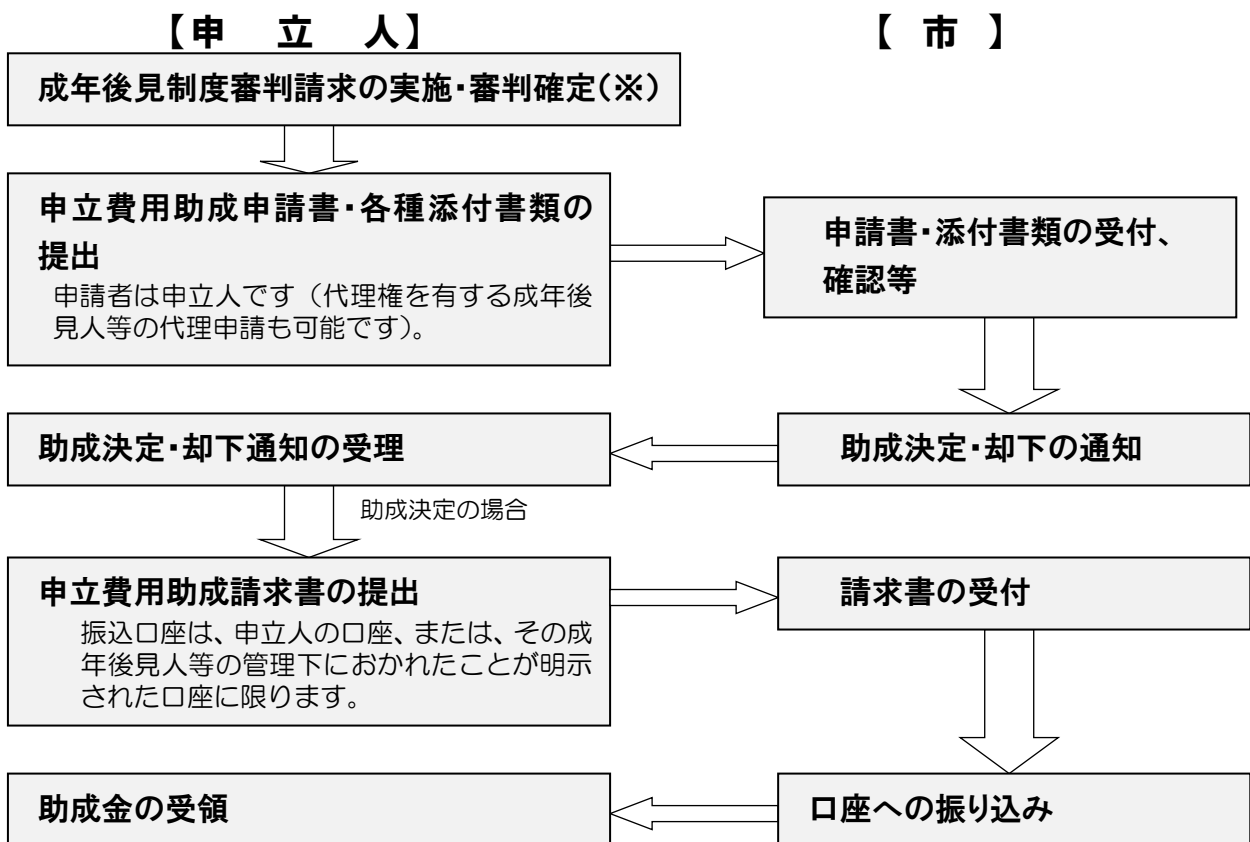 【申 立 人】
【 市 】
成年後見制度審判請求の実施・審判確定(※)
申立費用助成申請書・各種添付書類の
提出
申請者は申立人です（代理権を有する成年後
見人等の代理申請も可能です）。
申請書・添付書類の受付、
確認等
助成決定・却下の通知
助成決定・却下通知の受理
助成決定の場合
申立費用助成請求書の提出
振込口座は、申立人の口座、または、その成
年後見人等の管理下におかれたことが明示
された口座に限ります。
請求書の受付
口座への振り込み
助成金の受領